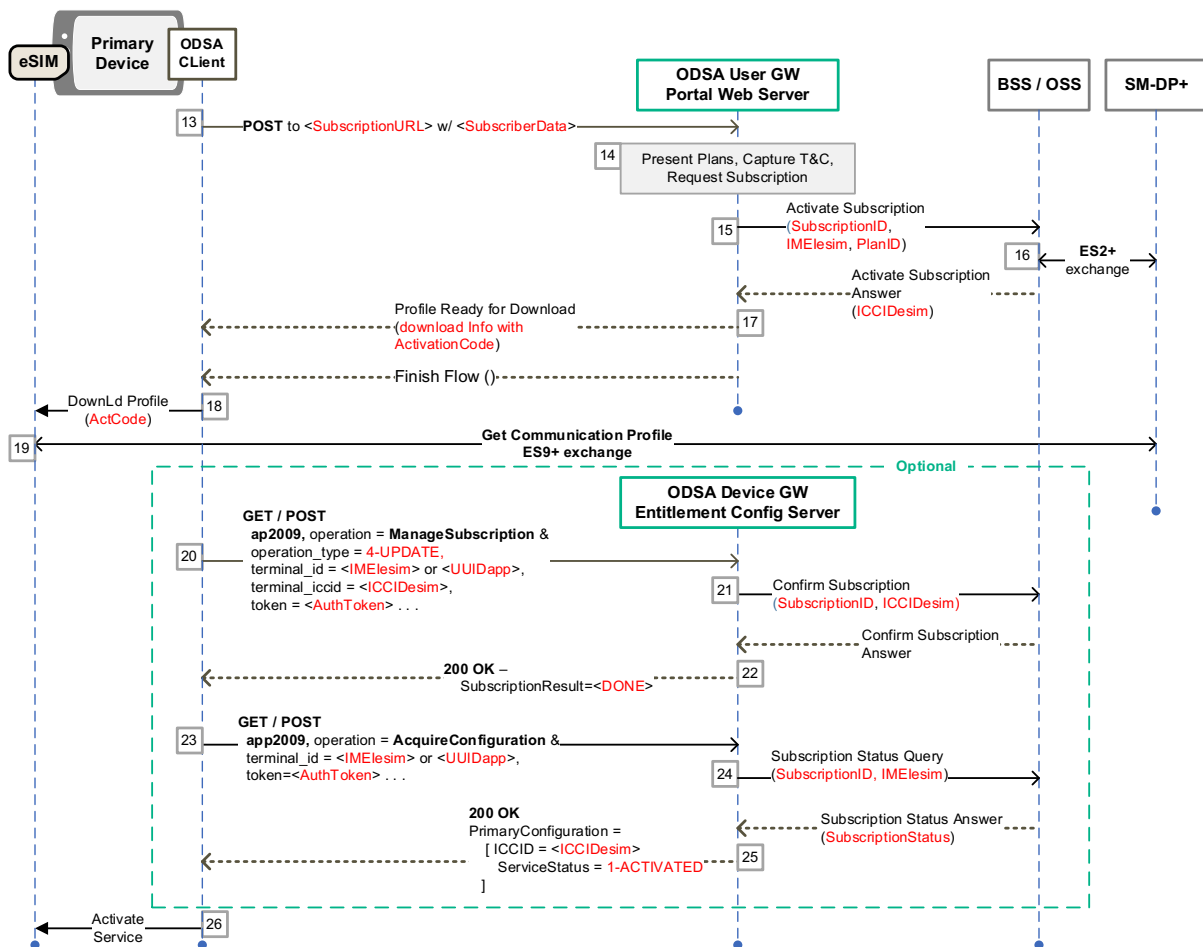 eSIM
Primary
Device
ODSA
CLient
ODSA User GW
Portal Web Server
BSS / OSS
SM-DP+
13
POST to <SubscriptionURL> w/ <SubscriberData>
14
Present Plans, Capture T&C,
Request Subscription
15
Activate Subscription
(SubscriptionID,
IMEIesim, PlanID)
16
ES2+
exchange
Activate Subscription
Answer
(ICCIDesim)
17
Profile Ready for Download
(download Info with
ActivationCode)
Finish Flow ()
18
DownLd Profile
(ActCode)
19
Get Communication Profile
ES9+ exchange
Optional
ODSA Device GW
Entitlement Config Server
20
GET / POST
ap2009, operation = ManageSubscription &
operation_type = 4-UPDATE,
terminal_id = <IMEIesim> or <UUIDapp>,
terminal_iccid = <ICCIDesim>,
token = <AuthToken> . . .
21
Confirm Subscription
(SubscriptionID, ICCIDesim)
Confirm Subscription
Answer
22
200 OK –
SubscriptionResult=<DONE>
23
GET / POST
app2009, operation = AcquireConfiguration &
terminal_id = <IMEIesim> or <UUIDapp>,
token=<AuthToken> . . .
24
Subscription Status Query
(SubscriptionID, IMEIesim)
Subscription Status Answer
(SubscriptionStatus)
25
200 OK
PrimaryConfiguration =
[ ICCID = <ICCIDesim>
ServiceStatus = 1-ACTIVATED
]
26
Activate
Service